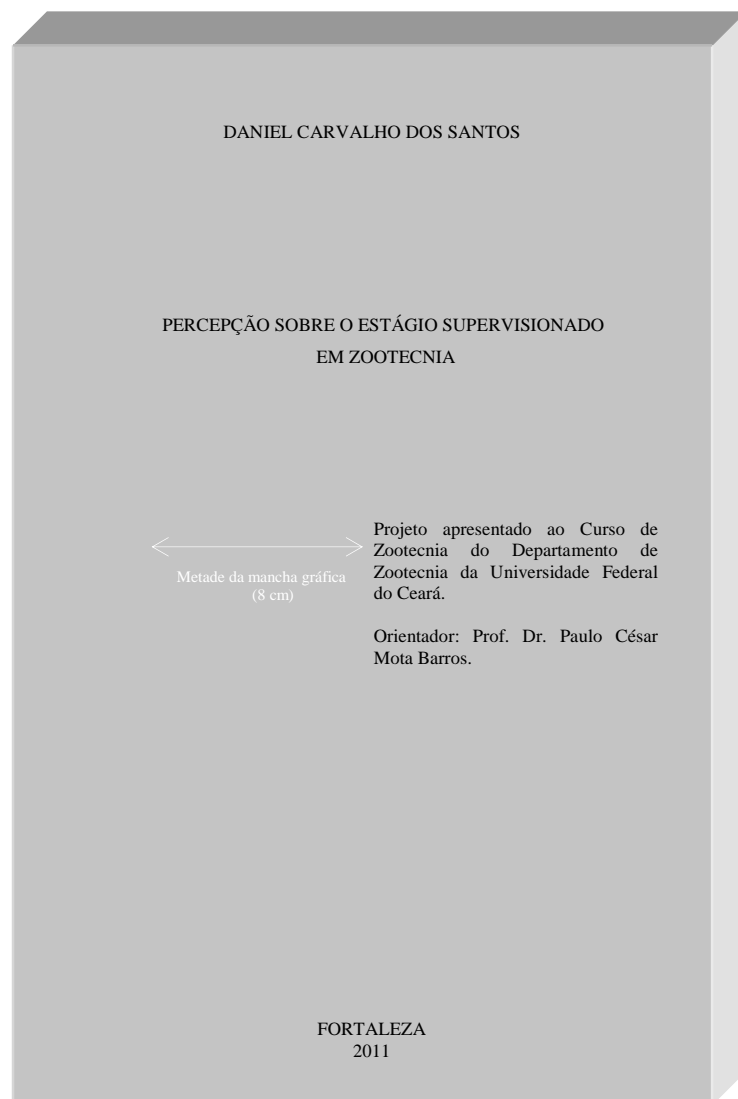 DANIEL CARVALHO DOS SANTOS
PERCEPÇÃO SOBRE O ESTÁGIO SUPERVISIONADO
EM ZOOTECNIA
Metade da mancha gráfica
(8 cm)
Projeto apresentado ao Curso de
Zootecnia do Departamento de
Zootecnia da Universidade Federal
do Ceará.
Orientador: Prof. Dr. Paulo César
Mota Barros.
FORTALEZA
2011